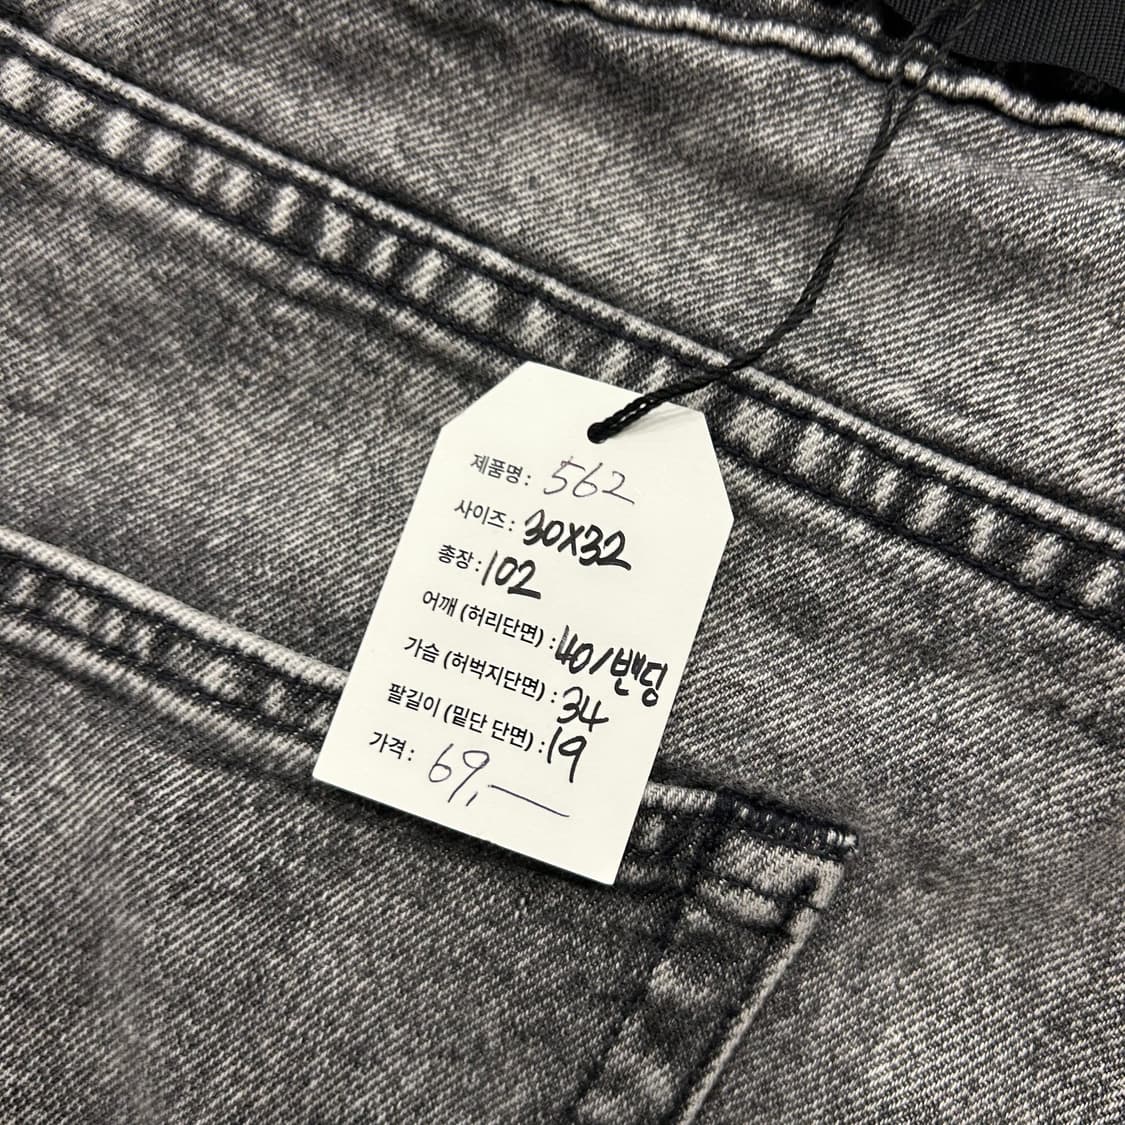 제품명: 562
사이즈: 30X32
총장: 102
어깨 (허리단면) : 40/밴딩
가슴 (허벅지단면) : 34
팔길이 (밑단 단면) : 19
가격: 69,—